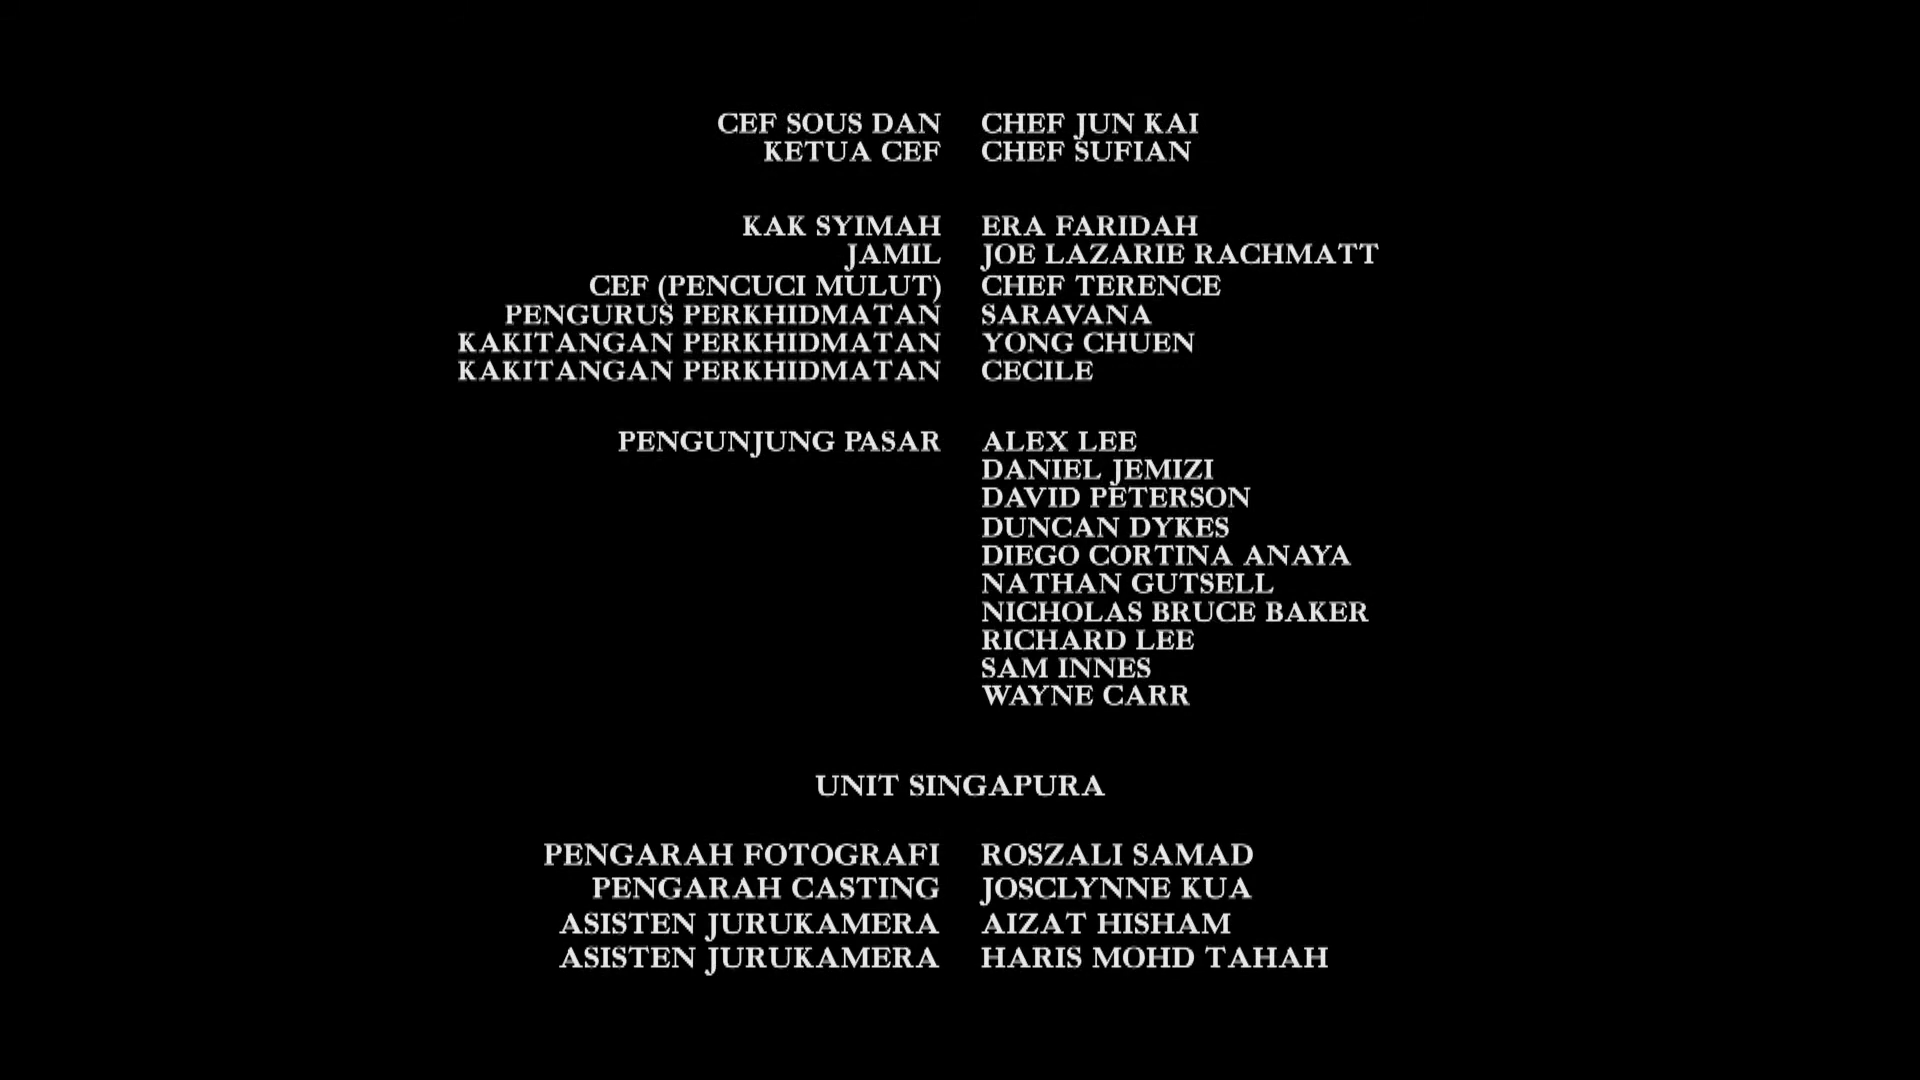 CEF SOUS DAN CHEF JUN KAI
KETUA CEF CHEF SUFIAN
KAK SYIMAH ERA FARIDAH
JAMIL JOE LAZARIE RACHMATT
CEF (PENCUCI MULUT) CHEF TERENCE
PENGURUS PERKHIDMATAN SARAVANA
KAKITANGAN PERKHIDMATAN YONG CHUEN
KAKITANGAN PERKHIDMATAN CECILE
PENGUNJUNG PASAR ALEX LEE
DANIEL JEMIZI
DAVID PETERSON
DUNCAN DYKES
DIEGO CORTINA ANAYA
NATHAN GUTSELL
NICHOLAS BRUCE BAKER
RICHARD LEE
SAM INNES
WAYNE CARR
UNIT SINGAPURA
PENGARAH FOTOGRAFI ROSZALI SAMAD
PENGARAH CASTING JOSCLYNNE KUA
ASISTEN JURUKAMERA AIZAT HISHAM
ASISTEN JURUKAMERA HARIS MOHD TAHAH